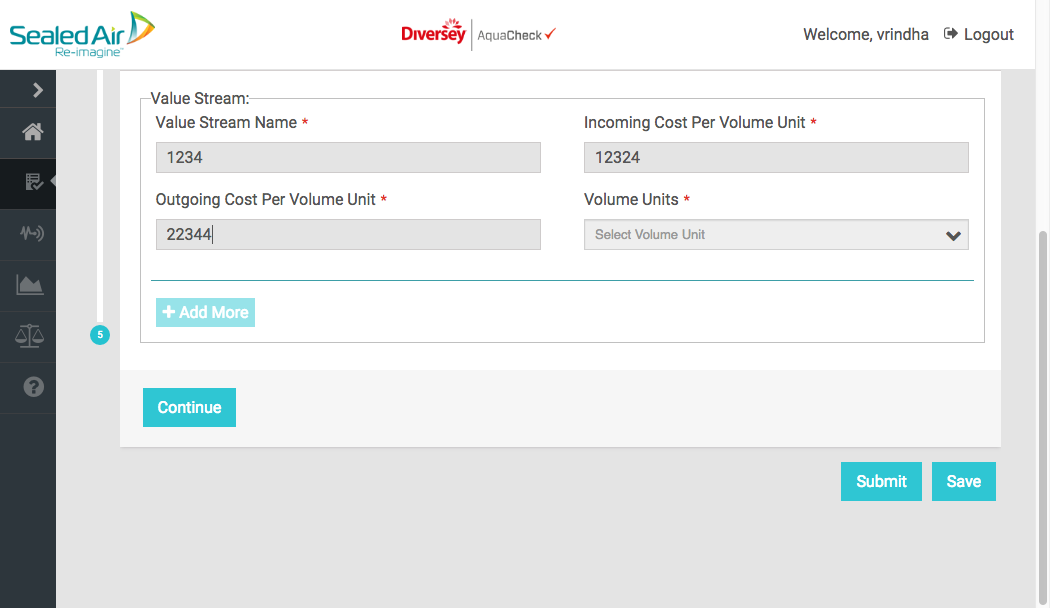 Sealed Air
Re-imagine™
Diversey AquaCheck
Welcome, vrindha Logout
Value Stream:
Value Stream Name * Incoming Cost Per Volume Unit *
1234 12324
Outgoing Cost Per Volume Unit * Volume Units *
22344 Select Volume Unit
+ Add More
5
?
Continue
Submit Save